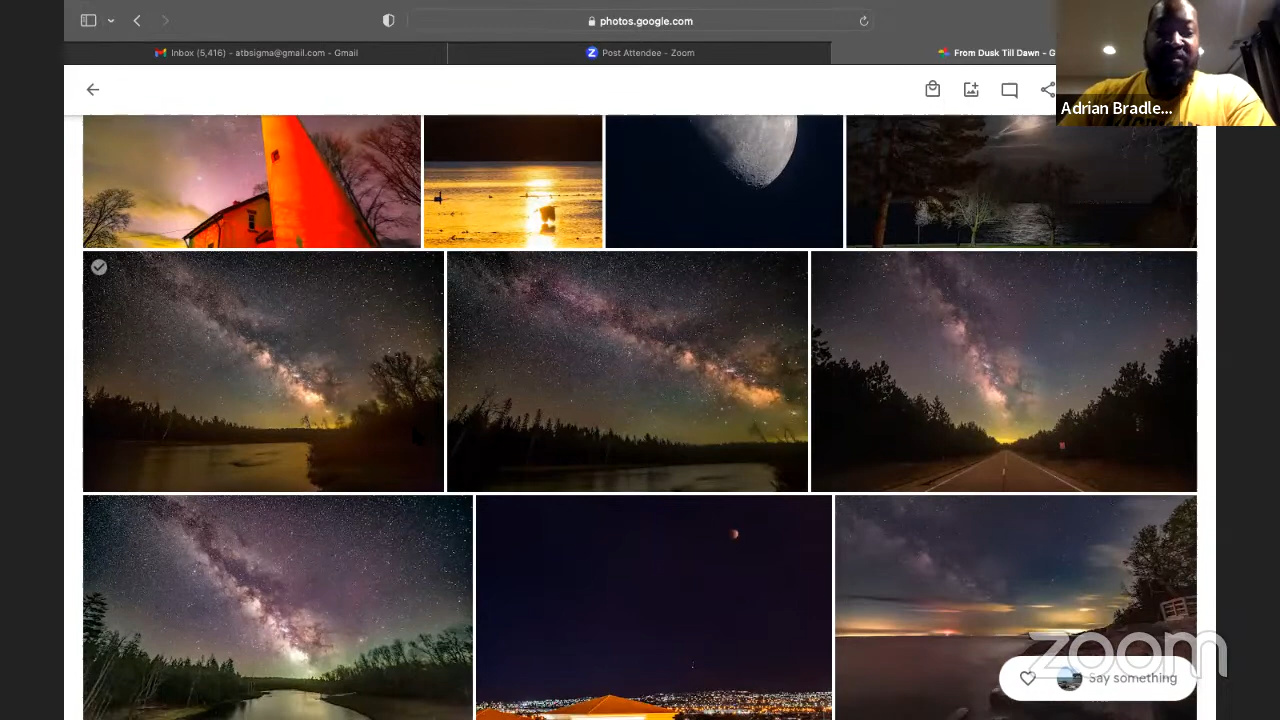 photos.google.com
Inbox (5,416) – atbsigma@gmail.com - Gmail
Post Attendee - Zoom
From Dusk Till Dawn - G
Adrian Bradle...
zoom
Say something